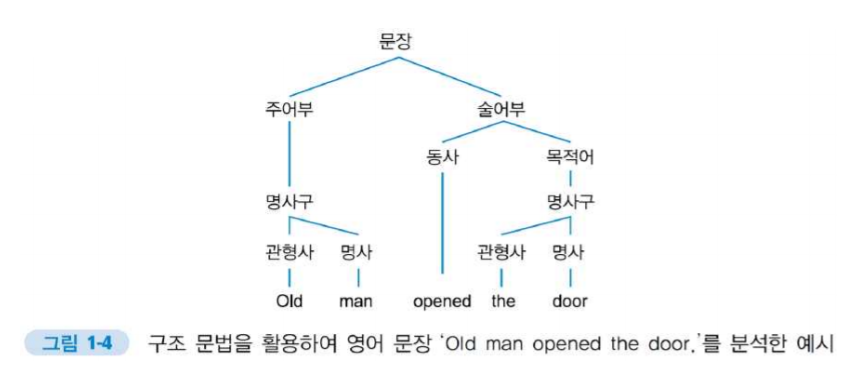 문장
주어부 술어부
동사 목적어
명사구 명사구
관형사 명사 관형사 명사
Old man opened the door
그림 1-4 구조 문법을 활용하여 영어 문장 ‘Old man opened the door.’를 분석한 예시